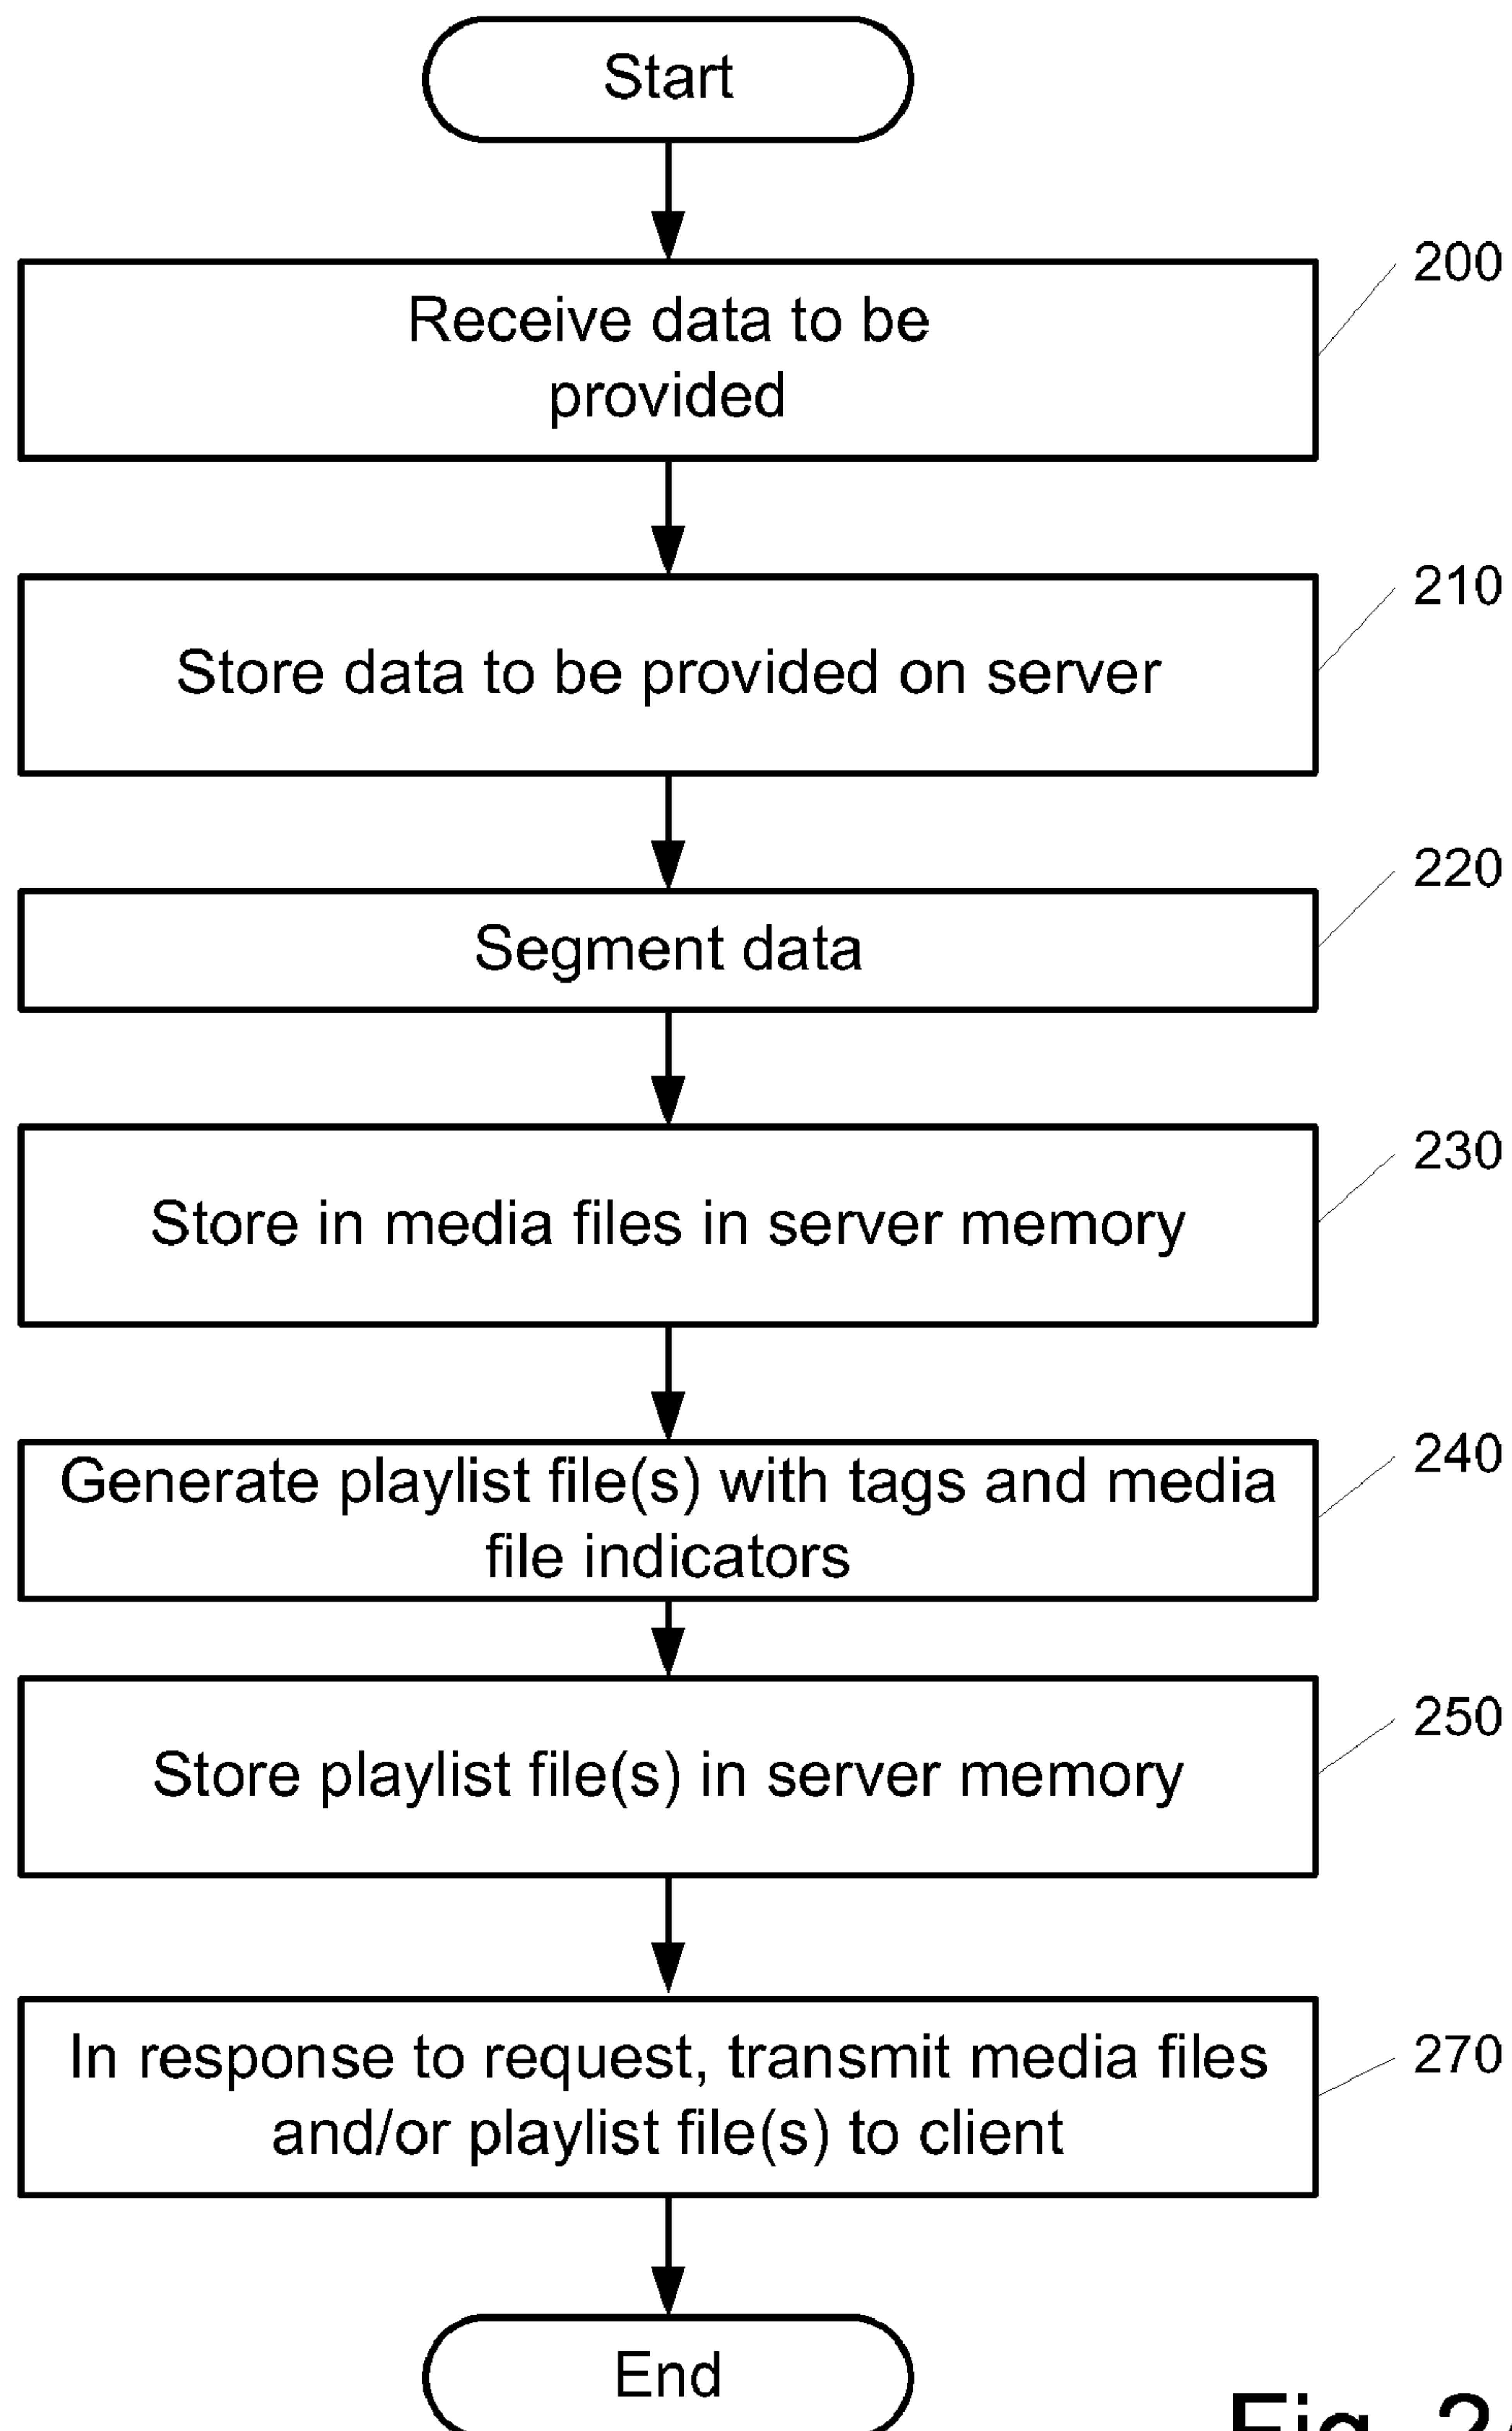 Start
200
Receive data to be
provided
210
Store data to be provided on server
220
Segment data
230
Store in media files in server memory
240
Generate playlist file(s) with tags and media
file indicators
250
Store playlist file(s) in server memory
270
In response to request, transmit media files
and/or playlist file(s) to client
End
Fig.